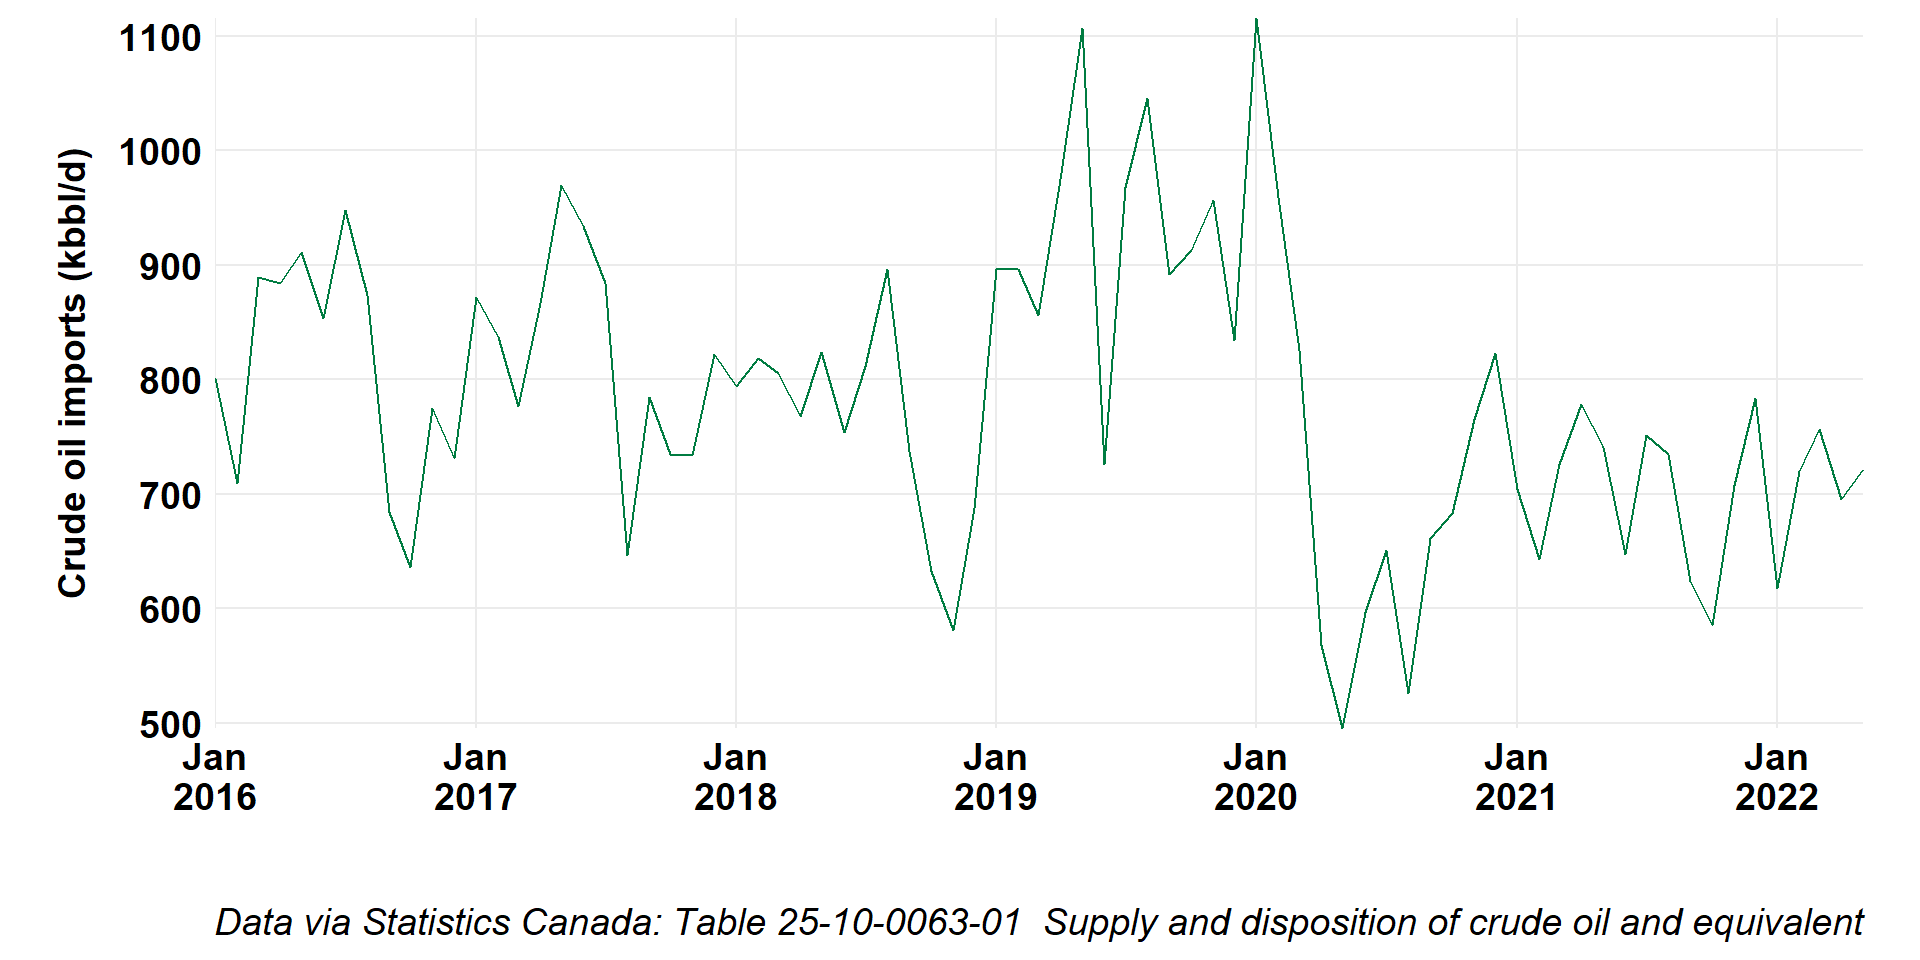 Crude oil imports (kbbl/d)
1100
1000
900
800
700
600
500
Jan Jan Jan Jan Jan Jan Jan
2016 2017 2018 2019 2020 2021 2022
Data via Statistics Canada: Table 25-10-0063-01  Supply and disposition of crude oil and equivalent